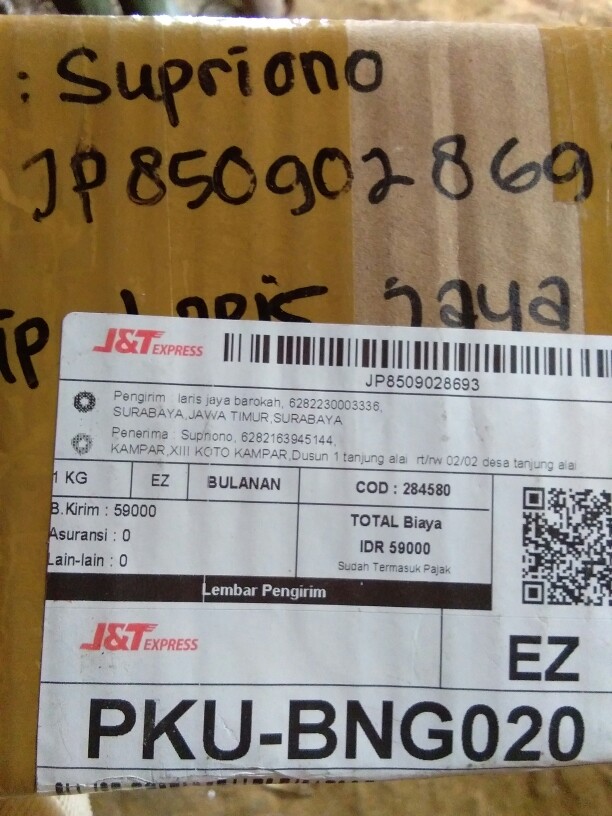 : Supriono
JP850902869
Laris jaya
J&T EXPRESS
JP8509028693
Pengirim : laris jaya barokah, 6282230003336,
SURABAYA,JAWA TIMUR,SURABAYA
Penerima : Supriono, 6282163945144,
KAMPAR,XIII KOTO KAMPAR,Dusun 1 tanjung alai rt/rw 02/02 desa tanjung alai
1 KG EZ BULANAN COD : 284580
B.Kirim : 59000
Asuransi : 0
Lain-lain : 0
TOTAL Biaya
IDR 59000
Sudah Termasuk Pajak
Lembar Pengirim
J&T EXPRESS
EZ
PKU-BNG020